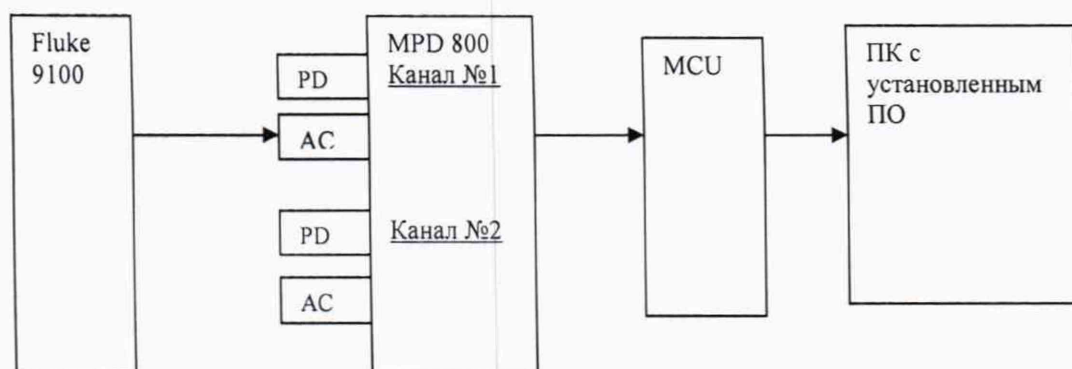 Fluke
9100
PD
AC
PD
AC
MPD 800
Канал №1
Канал №2
MCU
ПК с
установленным
ПО